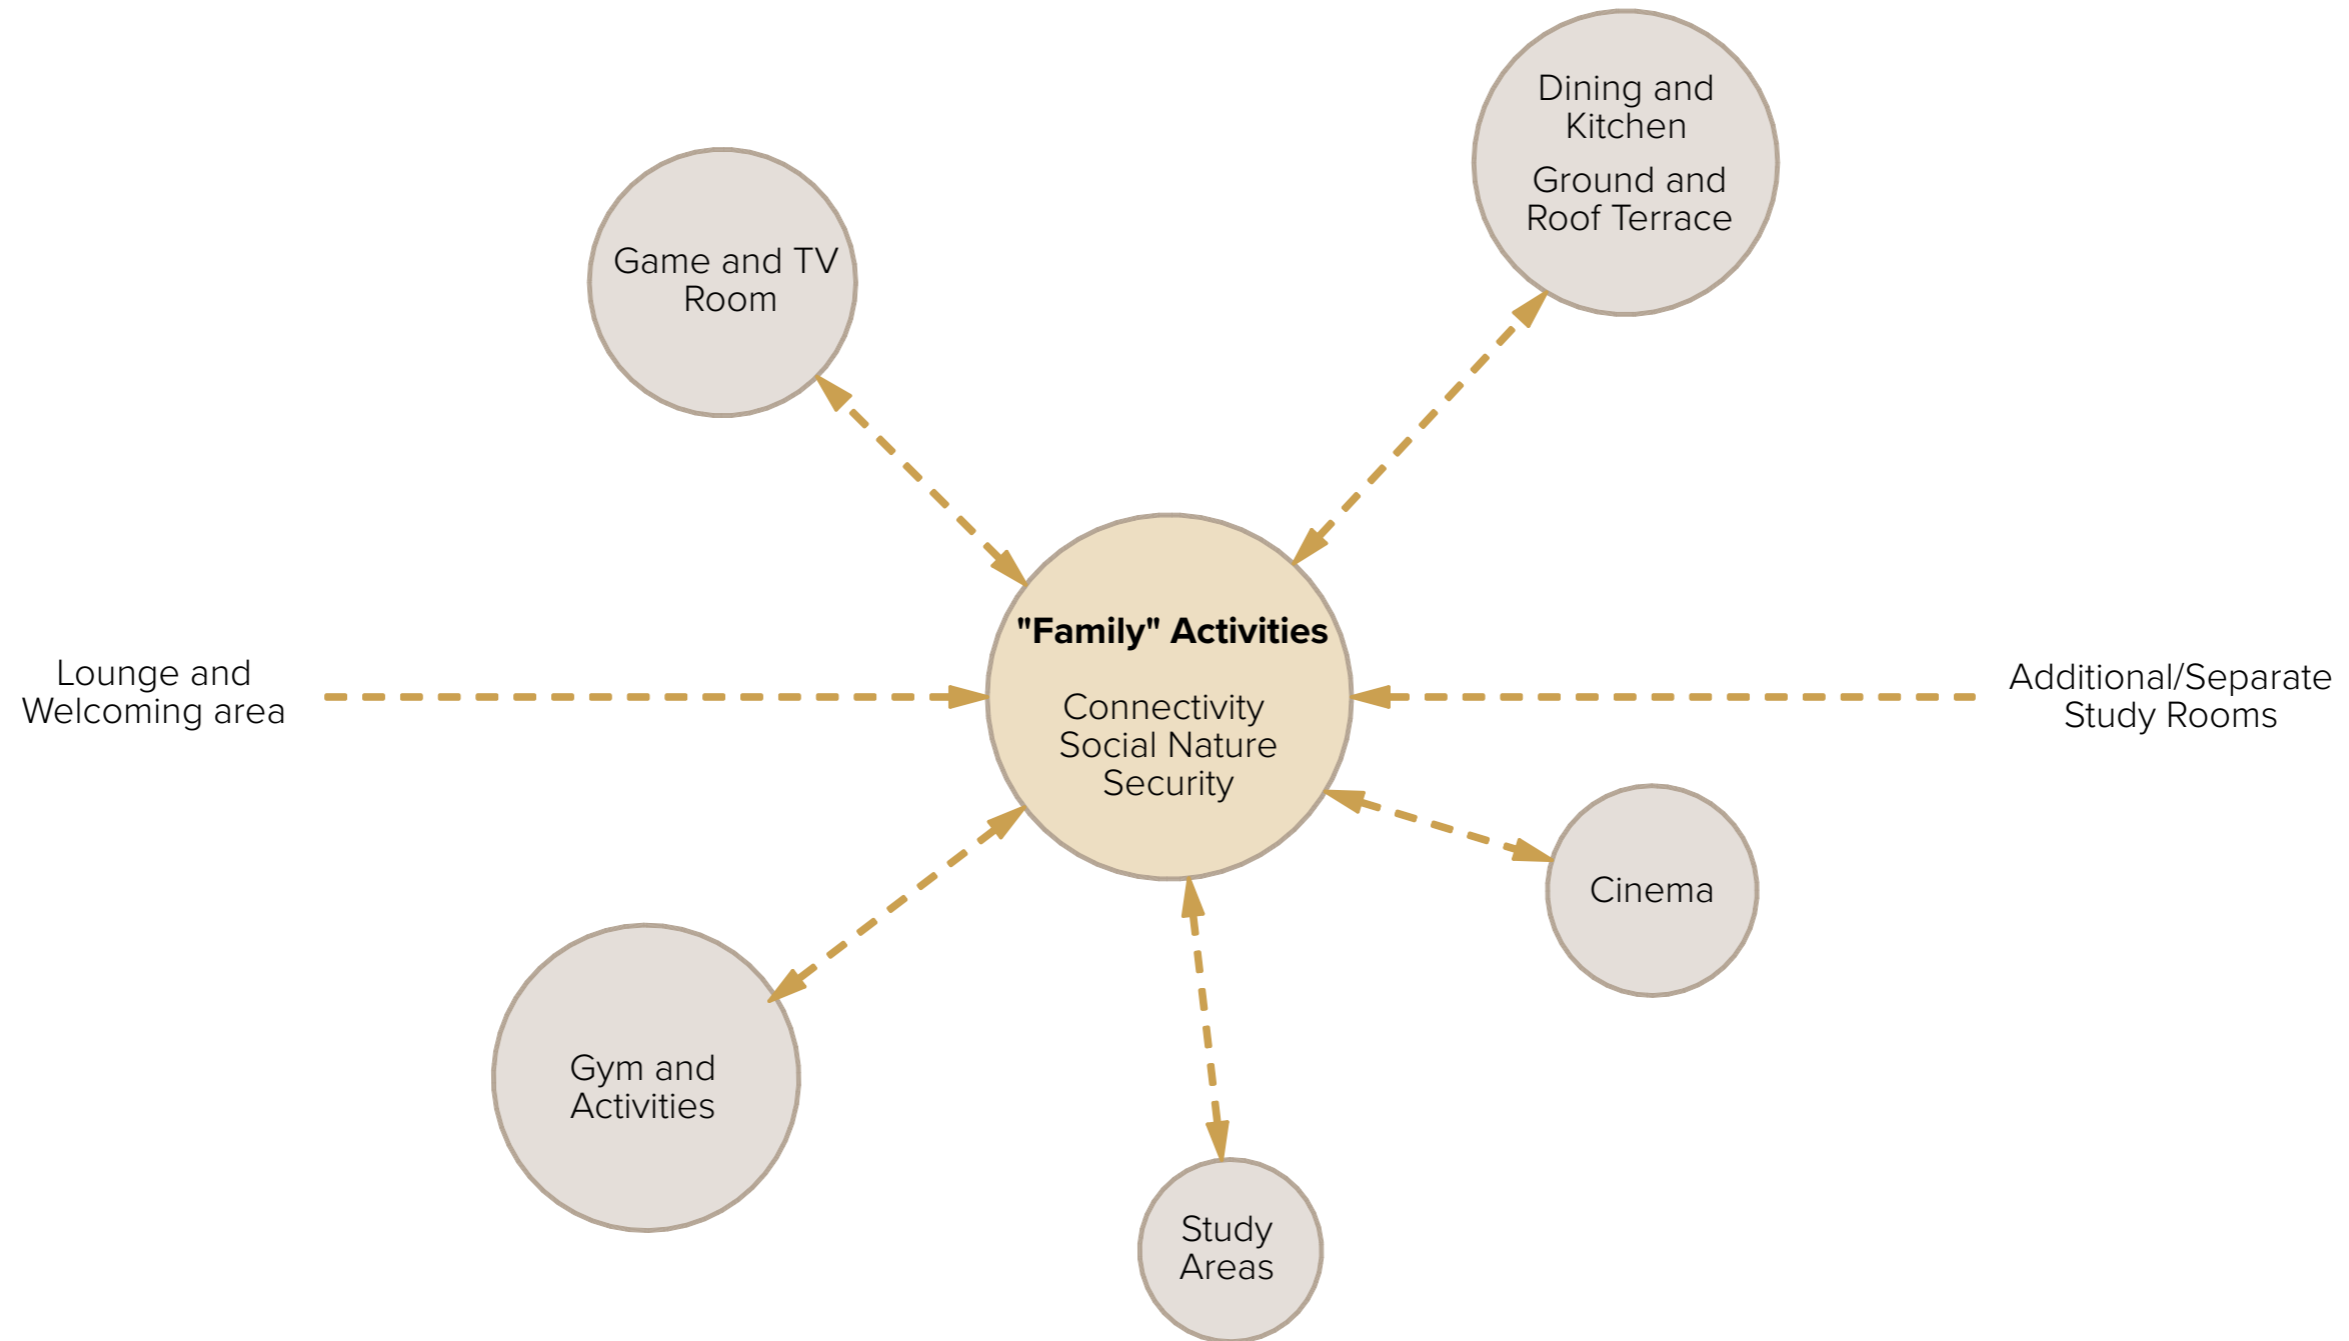 Dining and
Kitchen
Ground and
Roof Terrace
Game and TV
Room
"Family" Activities
Connectivity
Social Nature
Security
Lounge and
Welcoming area
Additional/Separate
Study Rooms
Cinema
Gym and
Activities
Study
Areas